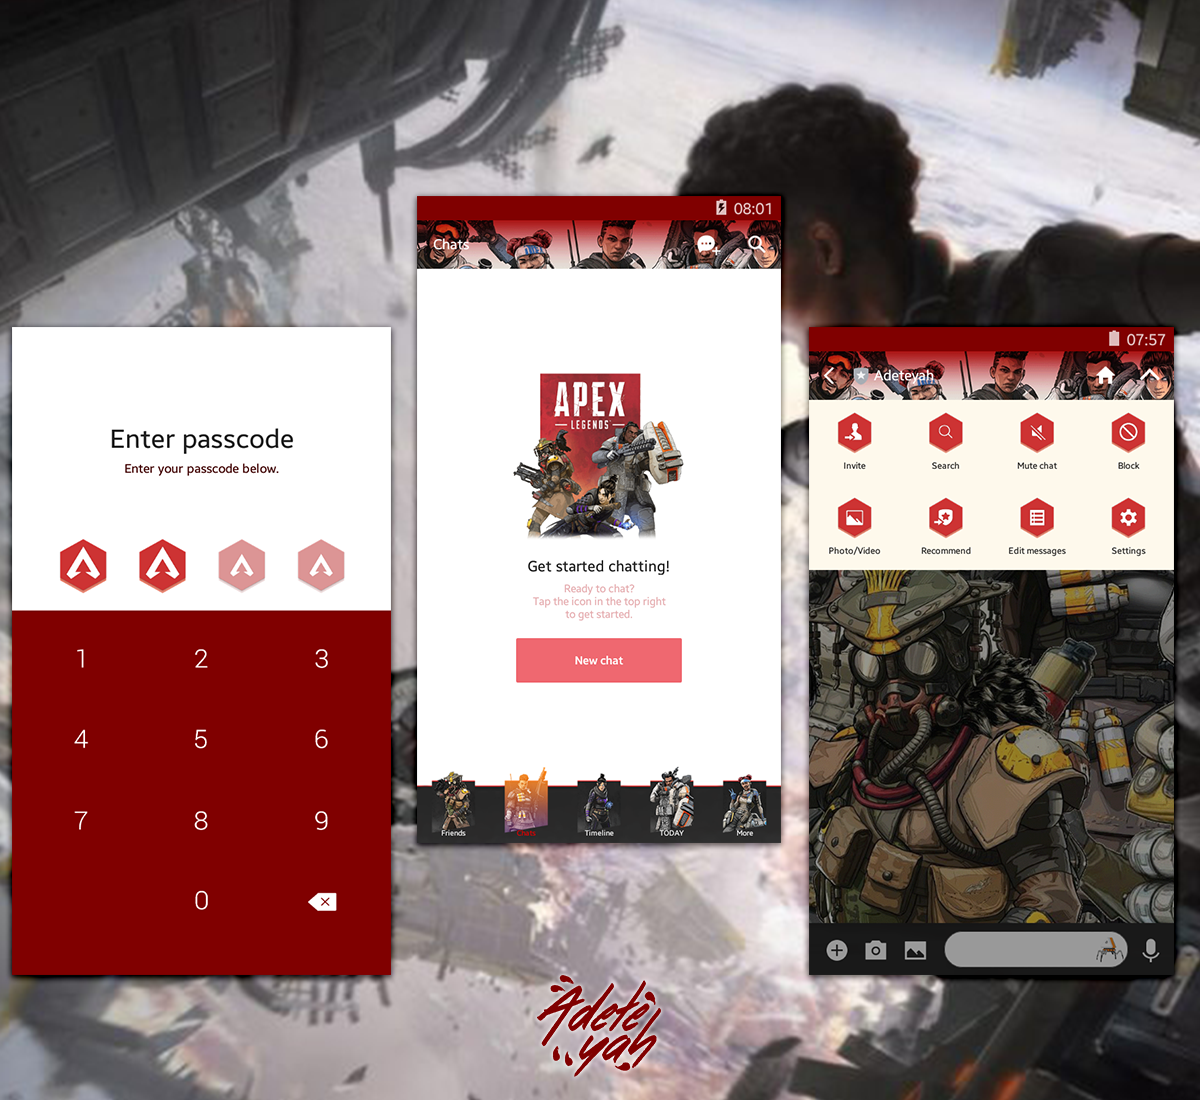 Enter passcode
Enter your passcode below.
1 2 3
4 5 6
7 8 9
0
08:01
Chats
APEX
LEGENDS
Get started chatting!
Ready to chat?
Tap the icon in the top right
to get started.
New chat
Friends Chats Timeline TODAY More
07:57
Adeteyah
Invite Search Mute chat Block
Photo/Video Recommend Edit messages Settings
Adete
yah